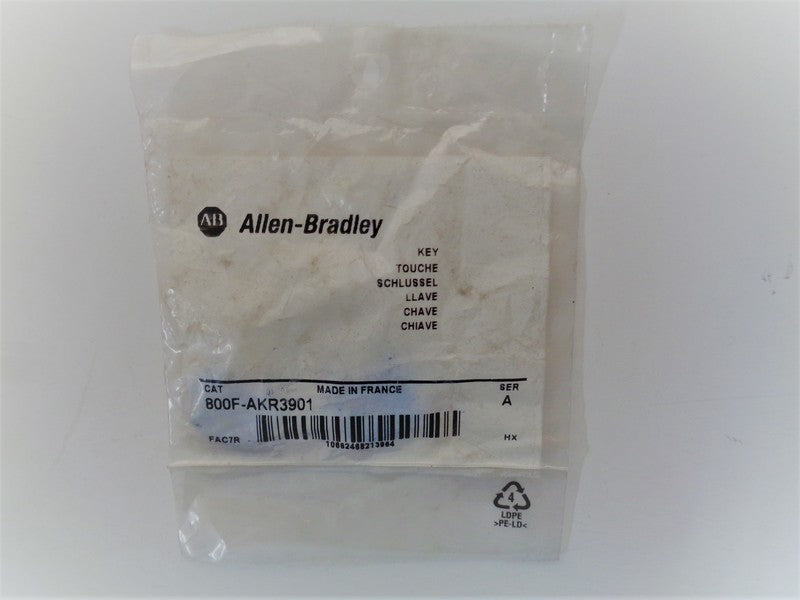 AB Allen-Bradley
KEY
TOUCHE
SCHLUSSEL
LLAVE
CHAVE
CHIAVE
CAT MADE IN FRANCE SER
800F-AKR3901 A
FAC7R HX
10662468213964
4
LDPE
>PE-LD<